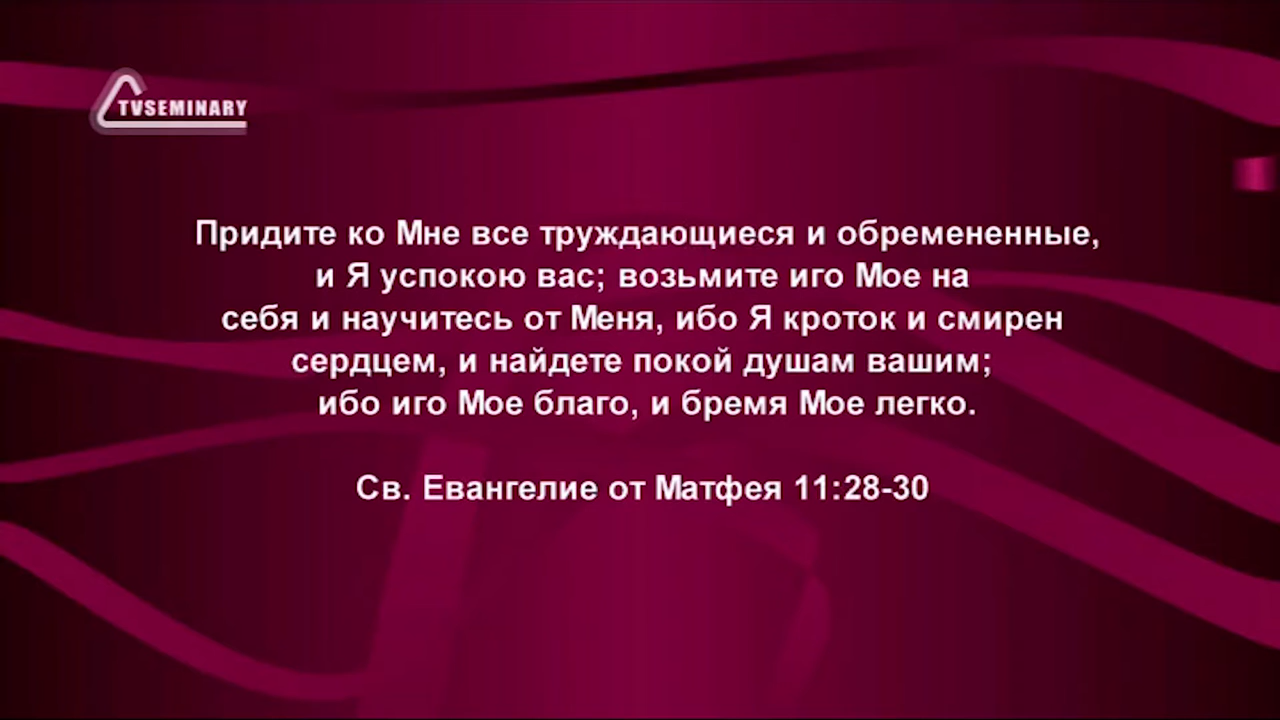 TVSEMINARY
Придите ко Мне все труждающиеся и обремененные,
и Я успокою вас; возьмите иго Мое на
себя и научитесь от Меня, ибо Я кроток и смирен
сердцем, и найдете покой душам вашим;
ибо иго Мое благо, и бремя Мое легко.
Св. Евангелие от Матфея 11:28-30